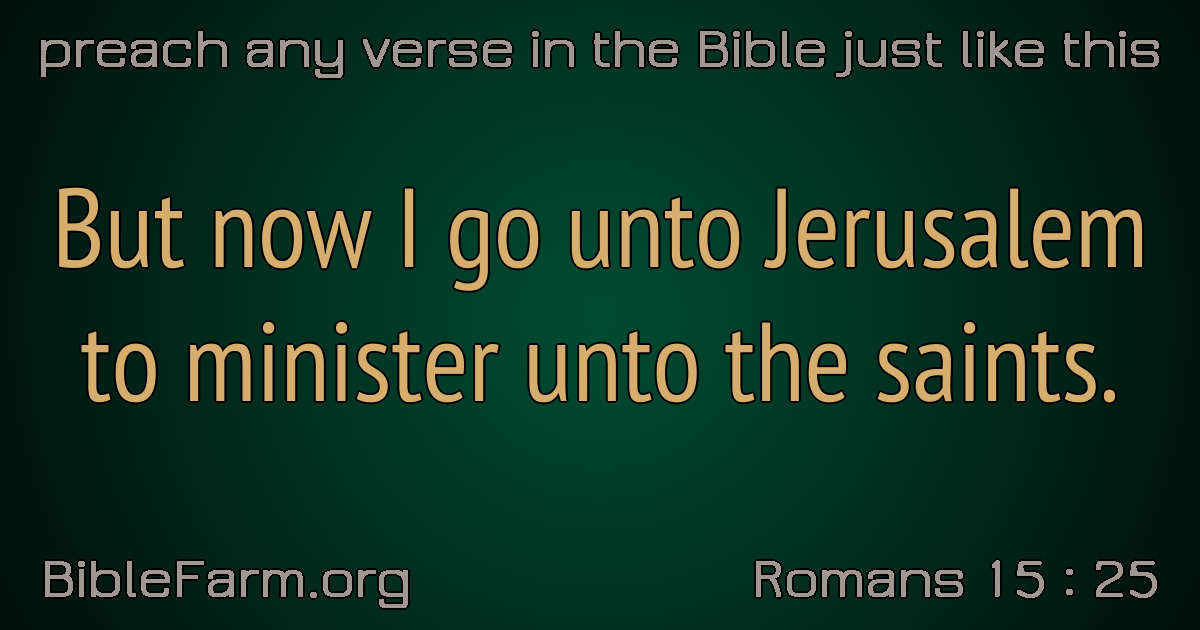 preach any verse in the Bible just like this
But now I go unto Jerusalem
to minister unto the saints.
BibleFarm.org
Romans 15 : 25